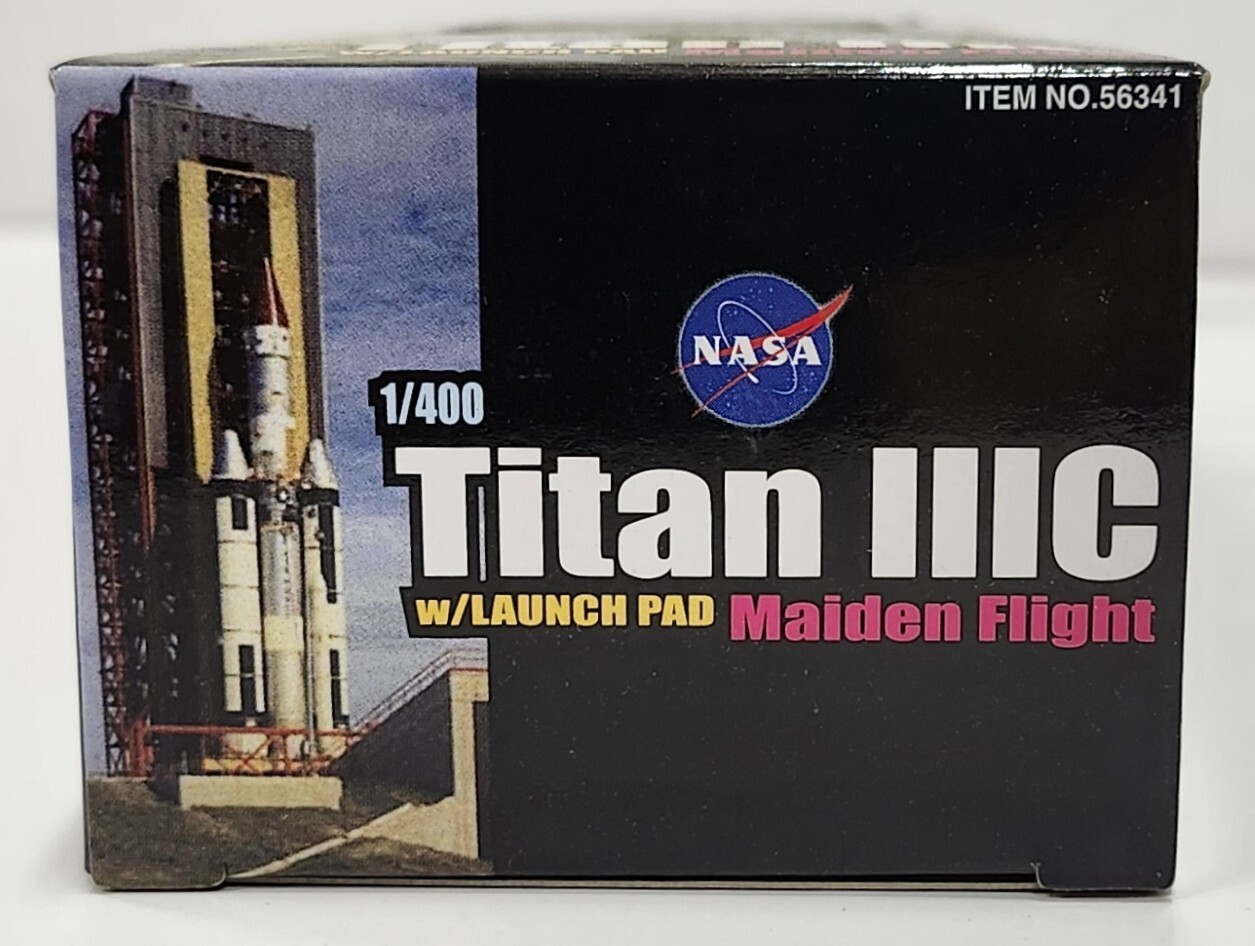 ITEM NO.56341
NASA
1/400
Titan IIIC
w/LAUNCH PAD Maiden Flight